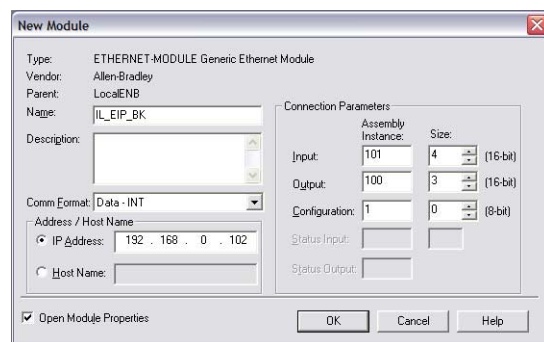 New Module
Type: ETHERNET-MODULE Generic Ethernet Module
Vendor: Allen-Bradley
Parent: LocalENB
Name: IL_EIP_BK
Description:
Comm Format: Data - INT
Address / Host Name
IP Address: 192 . 168 . 0 . 102
Host Name:
Connection Parameters
Assembly Instance: Size:
Input: 101 4 (16-bit)
Output: 100 3 (16-bit)
Configuration: 1 0 (8-bit)
Status Input:
Status Output:
Open Module Properties
OK Cancel Help